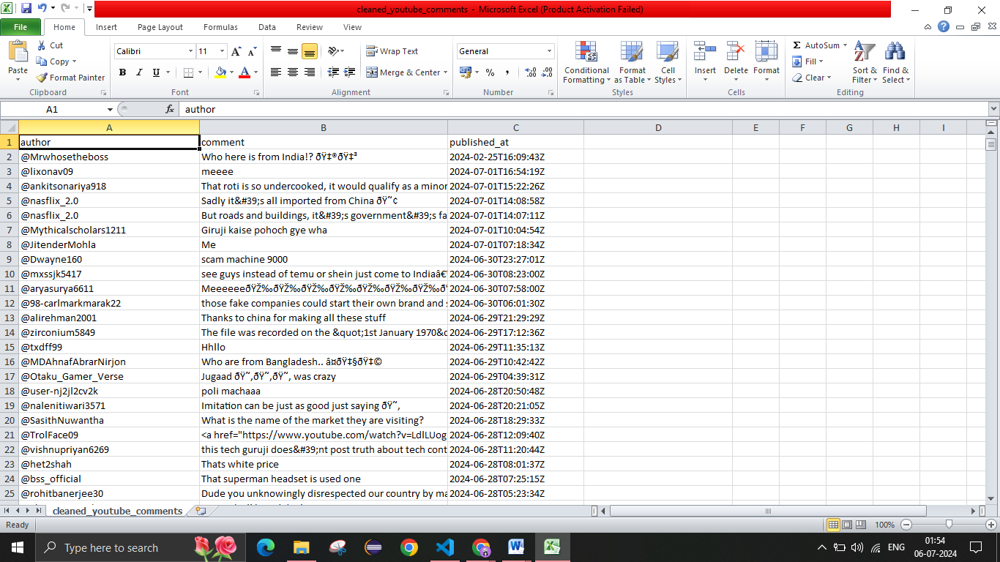 cleaned_youtube_comments - Microsoft Excel (Product Activation Failed)
File Home Insert Page Layout Formulas Data Review View
Paste
Cut
Copy
Format Painter
Clipboard
Calibri 11
B I U
Font
Wrap Text
Merge & Center
Alignment
General
% ,
Number
Conditional Formatting
Format as Table
Cell Styles
Styles
Insert Delete Format
Cells
Σ AutoSum
Fill
Clear
Sort & Filter
Find & Select
Editing
A1 fx author
A B C D E F G H I
1 author comment published_at
2 @Mrwhosetheboss Who here is from India!? ðŸ‡®ðŸ‡³ 2024-02-25T16:09:43Z
3 @lixonav09 meeee 2024-07-01T16:54:19Z
4 @ankitsonariya918 That roti is so undercooked, it would qualify as a minor 2024-07-01T15:22:26Z
5 @nasflix_2.0 Sadly it&#39;s all imported from China ðŸ˜¢ 2024-07-01T14:08:58Z
6 @nasflix_2.0 But roads and buildings, it&#39;s government&#39;s fa 2024-07-01T14:07:11Z
7 @Mythicalscholars1211 Giruji kaise pohoch gye wha 2024-07-01T10:04:54Z
8 @JitenderMohla Me 2024-07-01T07:18:34Z
9 @Dwayne160 scam machine 9000 2024-06-30T23:27:01Z
10 @mxssjk5417 see guys instead of temu or shein just come to Indiaâ€ 2024-06-30T08:23:00Z
11 @aryasurya6611 MeeeeeeðŸŽ‰ðŸŽ‰ðŸŽ‰ðŸŽ‰ðŸŽ‰ðŸŽ‰ðŸŽ‰ðŸ 2024-06-30T07:58:00Z
12 @98-carlmarkmarak22 those fake companies could start their own brand and s 2024-06-30T06:01:30Z
13 @alirehman2001 Thanks to china for making all these stuff 2024-06-29T21:29:29Z
14 @zirconium5849 The file was recorded on the &quot;1st January 1970&c 2024-06-29T17:12:36Z
15 @txdff99 Hhllo 2024-06-29T11:35:13Z
16 @MDAhnafAbrarNirjon Who are from Bangladesh.. â¤ðŸ‡§ðŸ‡© 2024-06-29T10:42:42Z
17 @Otaku_Gamer_Verse Jugaad ðŸ˜‚ðŸ˜‚ðŸ˜‚ was crazy 2024-06-29T04:39:31Z
18 @user-nj2jl2cv2k poli machaaa 2024-06-28T20:50:48Z
19 @nalenitiwari3571 Imitation can be just as good just saying ðŸ˜‚ 2024-06-28T20:21:05Z
20 @SasithNuwantha What is the name of the market they are visiting? 2024-06-28T18:29:33Z
21 @TrolFace09 <a href="https://www.youtube.com/watch?v=LdlLUog 2024-06-28T12:09:40Z
22 @vishnupriyan6269 this tech guruji does&#39;nt post truth about tech cont 2024-06-28T11:20:44Z
23 @het2shah Thats white price 2024-06-28T08:01:37Z
24 @bss_official That superman headset is used one 2024-06-28T07:25:15Z
25 @rohitbanerjee30 Dude you unknowingly disrespected our country by ma 2024-06-28T05:23:34Z
cleaned_youtube_comments
Ready 100%
Type here to search
ENG
01:54
06-07-2024